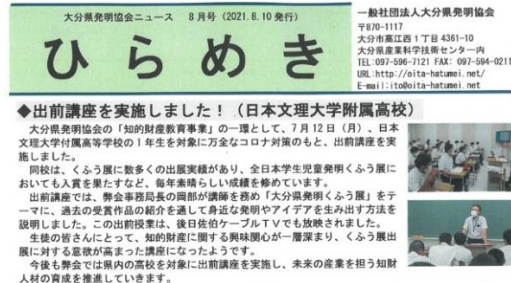 大分県発明協会ニュース　8月号（2021.8.10発行）
ひらめき
一般社団法人大分県発明協会
〒870-1117
大分市高江西1丁目4361-10
大分県産業科学技術センター内
TEL:097-596-7121 FAX: 097-594-0211
URL:http://oita-hatumei.net/
E-mail:ito@oita-hatumei.net
◆出前講座を実施しました！（日本文理大学附属高校）
大分県発明協会の「知的財産教育事業」の一環として、7月12日（月）、日本
文理大学付属高等学校の1年生を対象に万全なコロナ対策のもと、出前講座を実
施しました。
同校は、くふう展に数多くの出展実績があり、全日本学生児童発明くふう展に
おいても入賞を果たすなど、毎年素晴らしい成績を修めています。
出前講座では、弊会事務局長の岡部が講師を務め「大分県発明くふう展」をテ
ーマに、過去の受賞作品の紹介を通して身近な発明やアイデアを生み出す方法を
説明しました。この出前授業は、後日佐伯ケーブルTVでも放映されました。
生徒の皆さんにとって、知的財産に関する興味関心が一層深まり、くふう展出
展に対する意欲が高まった講座になったようです。
今後も弊会では県内の高校を対象に出前講座を実施し、未来の産業を担う知財
人材の育成を推進していきます。